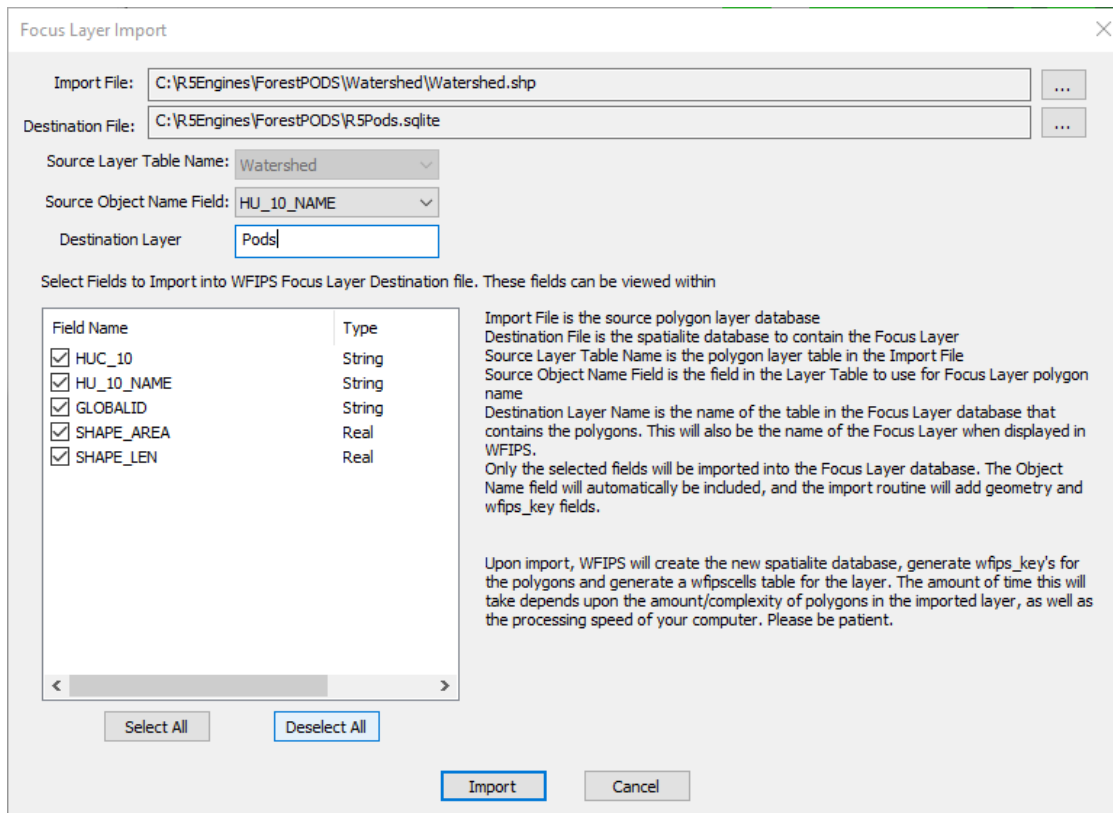 Focus Layer Import
Import File: C:\R5Engines\ForestPODS\Watershed\Watershed.shp ...
Destination File: C:\R5Engines\ForestPODS\R5Pods.sqlite ...
Source Layer Table Name: Watershed
Source Object Name Field: HU_10_NAME
Destination Layer Pods
Select Fields to Import into WFIPS Focus Layer Destination file. These fields can be viewed within
Field Name Type
HUC_10 String
HU_10_NAME String
GLOBALID String
SHAPE_AREA Real
SHAPE_LEN Real
Select All Deselect All
Import File is the source polygon layer database
Destination File is the spatialite database to contain the Focus Layer
Source Layer Table Name is the polygon layer table in the Import File
Source Object Name Field is the field in the Layer Table to use for Focus Layer polygon
name
Destination Layer Name is the name of the table in the Focus Layer database that
contains the polygons. This will also be the name of the Focus Layer when displayed in
WFIPS.
Only the selected fields will be imported into the Focus Layer database. The Object
Name field will automatically be included, and the import routine will add geometry and
wfips_key fields.
Upon import, WFIPS will create the new spatialite database, generate wfips_key's for
the polygons and generate a wfipscells table for the layer. The amount of time this will
take depends upon the amount/complexity of polygons in the imported layer, as well as
the processing speed of your computer. Please be patient.
Import Cancel